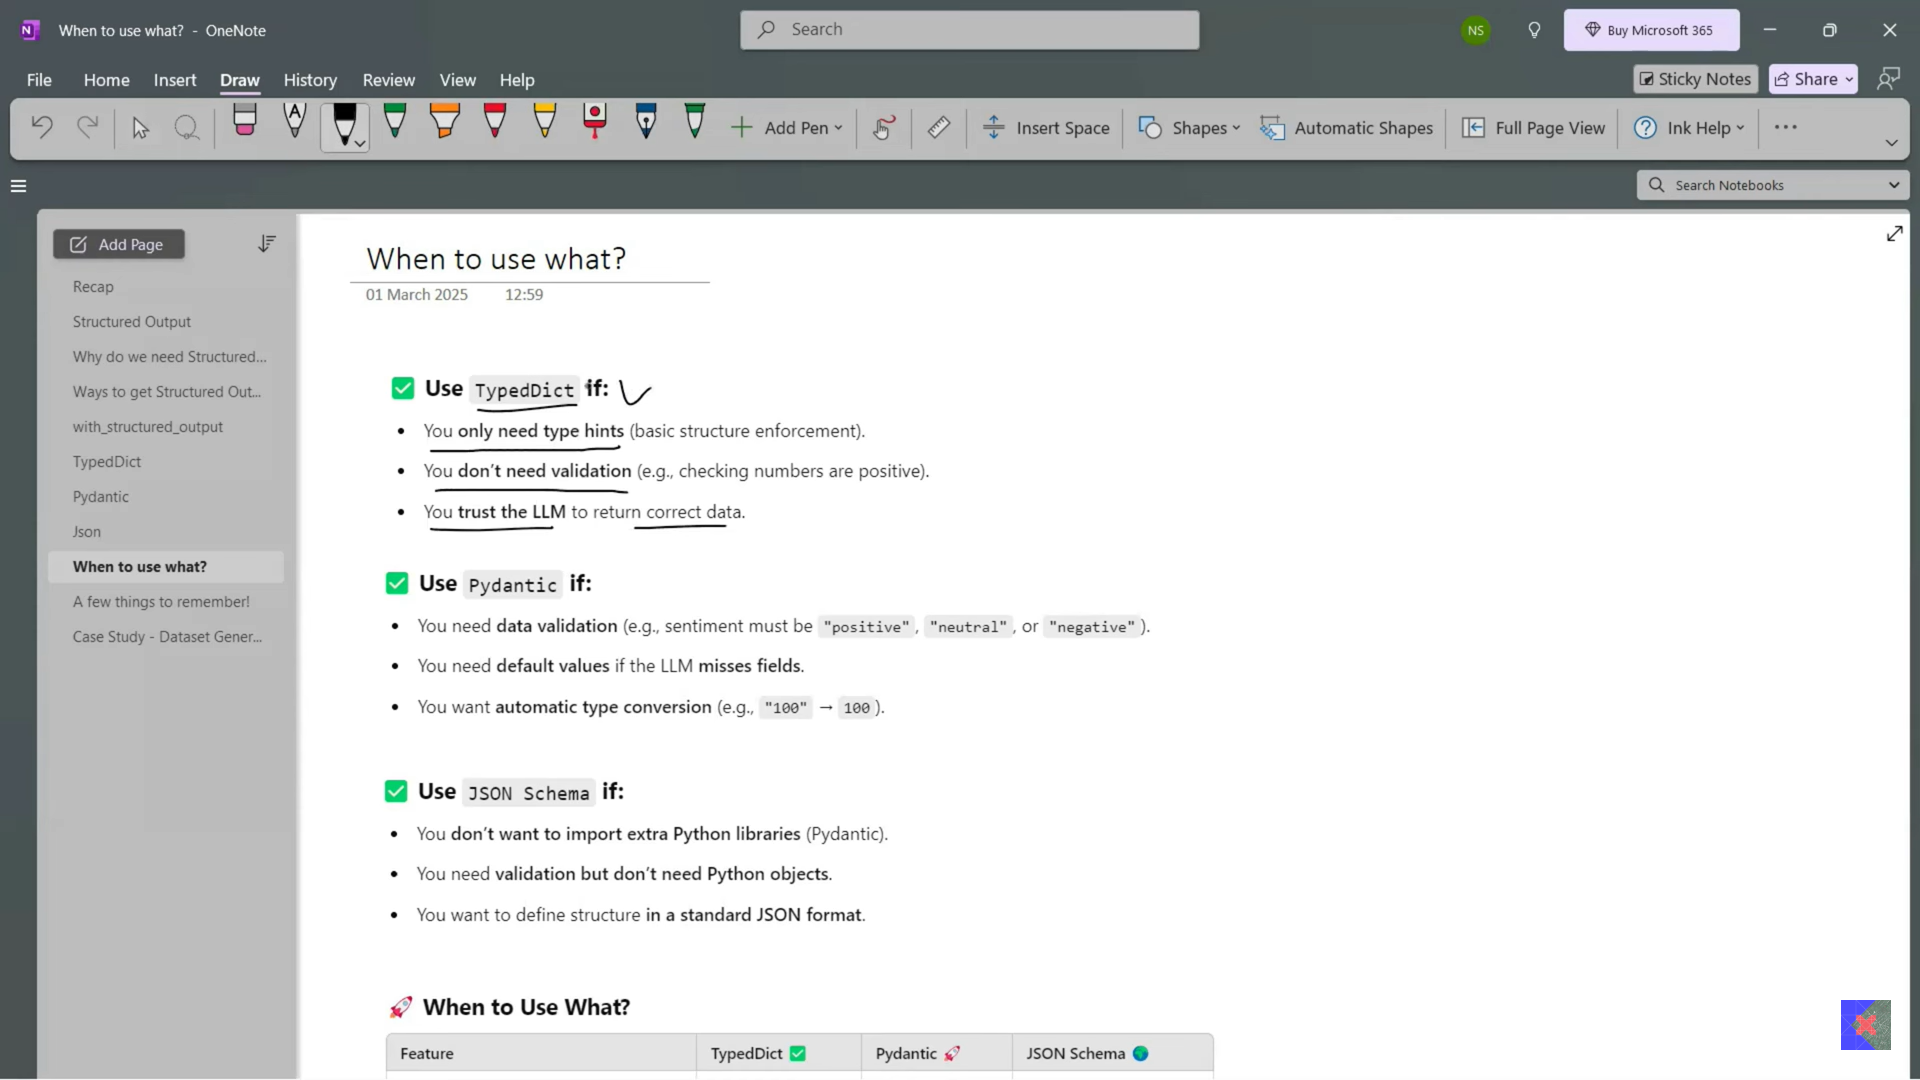 When to use what? - OneNote
Search
NS
Buy Microsoft 365
File Home Insert Draw History Review View Help
Sticky Notes
Share
Add Pen
Insert Space
Shapes
Automatic Shapes
Full Page View
Ink Help
Search Notebooks
Add Page
Recap
Structured Output
Why do we need Structured...
Ways to get Structured Out...
with_structured_output
TypedDict
Pydantic
Json
When to use what?
A few things to remember!
Case Study - Dataset Gener...
When to use what?
01 March 2025 12:59
✅ Use TypedDict if:
• You only need type hints (basic structure enforcement).
• You don't need validation (e.g., checking numbers are positive).
• You trust the LLM to return correct data.
✅ Use Pydantic if:
• You need data validation (e.g., sentiment must be "positive", "neutral", or "negative").
• You need default values if the LLM misses fields.
• You want automatic type conversion (e.g., "100" → 100).
✅ Use JSON Schema if:
• You don't want to import extra Python libraries (Pydantic).
• You need validation but don't need Python objects.
• You want to define structure in a standard JSON format.
🚀 When to Use What?
Feature TypedDict ✅ Pydantic 🚀 JSON Schema 🌍